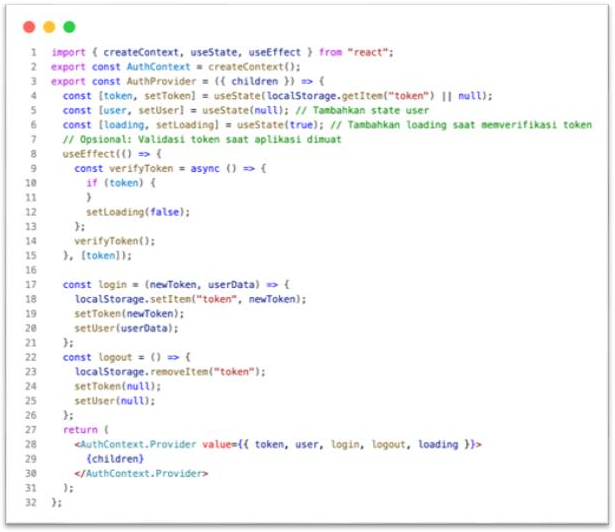 1 import { createContext, useState, useEffect } from "react";
2 export const AuthContext = createContext();
3 export const AuthProvider = ({ children }) => {
4 const [token, setToken] = useState(localStorage.getItem("token") || null);
5 const [user, setUser] = useState(null); // Tambahkan state user
6 const [loading, setLoading] = useState(true); // Tambahkan loading saat memverifikasi token
7 // Opsional: Validasi token saat aplikasi dimuat
8 useEffect(() => {
9 const verifyToken = async () => {
10 if (token) {
11 }
12 setLoading(false);
13 };
14 verifyToken();
15 }, [token]);
16
17 const login = (newToken, userData) => {
18 localStorage.setItem("token", newToken);
19 setToken(newToken);
20 setUser(userData);
21 };
22 const logout = () => {
23 localStorage.removeItem("token");
24 setToken(null);
25 setUser(null);
26 };
27 return (
28 <AuthContext.Provider value={{ token, user, login, logout, loading }}>
29 {children}
30 </AuthContext.Provider>
31 );
32 };